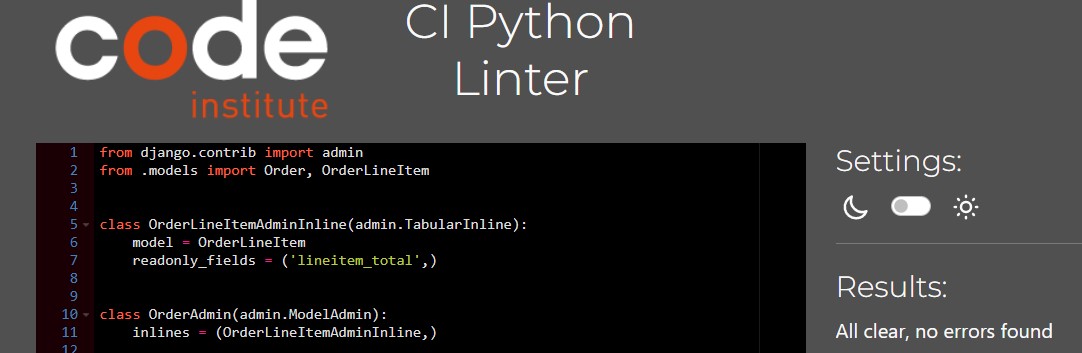 code
institute
CI Python
Linter
1 from django.contrib import admin
2 from .models import Order, OrderLineItem
3
4
5 class OrderLineItemAdminInline(admin.TabularInline):
6     model = OrderLineItem
7     readonly_fields = ('lineitem_total',)
8
9
10 class OrderAdmin(admin.ModelAdmin):
11     inlines = (OrderLineItemAdminInline,)
12
Settings:
Results:
All clear, no errors found